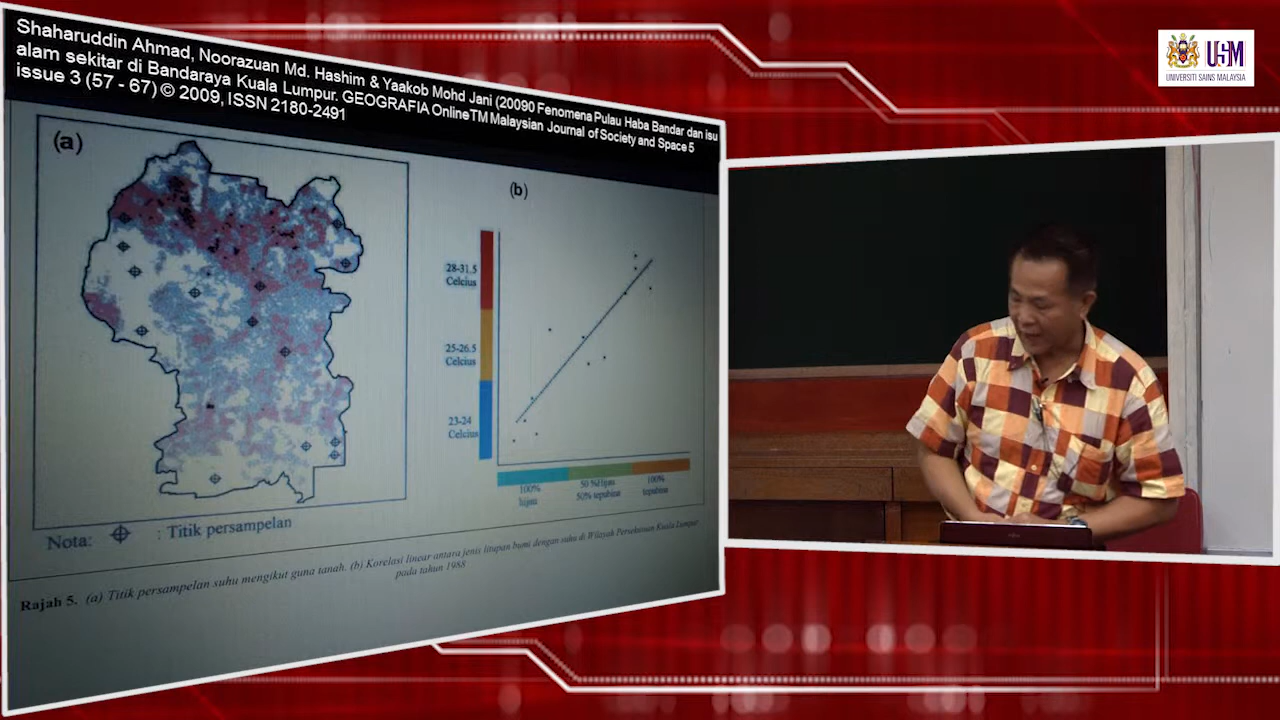 Shaharuddin Ahmad, Noorazuan Md. Hashim & Yaakob Mohd Jani (20090 Fenomena Pulau Haba Bandar dan isu
alam sekitar di Bandaraya Kuala Lumpur. GEOGRAFIA OnlineTM Malaysian Journal of Society and Space 5
issue 3 (57 - 67) © 2009, ISSN 2180-2491
USM
UNIVERSITI SAINS MALAYSIA
(a)
(b)
28-31.5
Celcius
25-26.5
Celcius
23-24
Celcius
100%
hijau
50 %Hijau
50% tepubina
100%
tepubina
Nota: : Titik persampelan
Rajah 5. (a) Titik persampelan suhu mengikut guna tanah. (b) Korelasi linear antara jenis litupan bumi dengan suhu di Wilayah Persekutuan Kuala Lumpur
pada tahun 1988